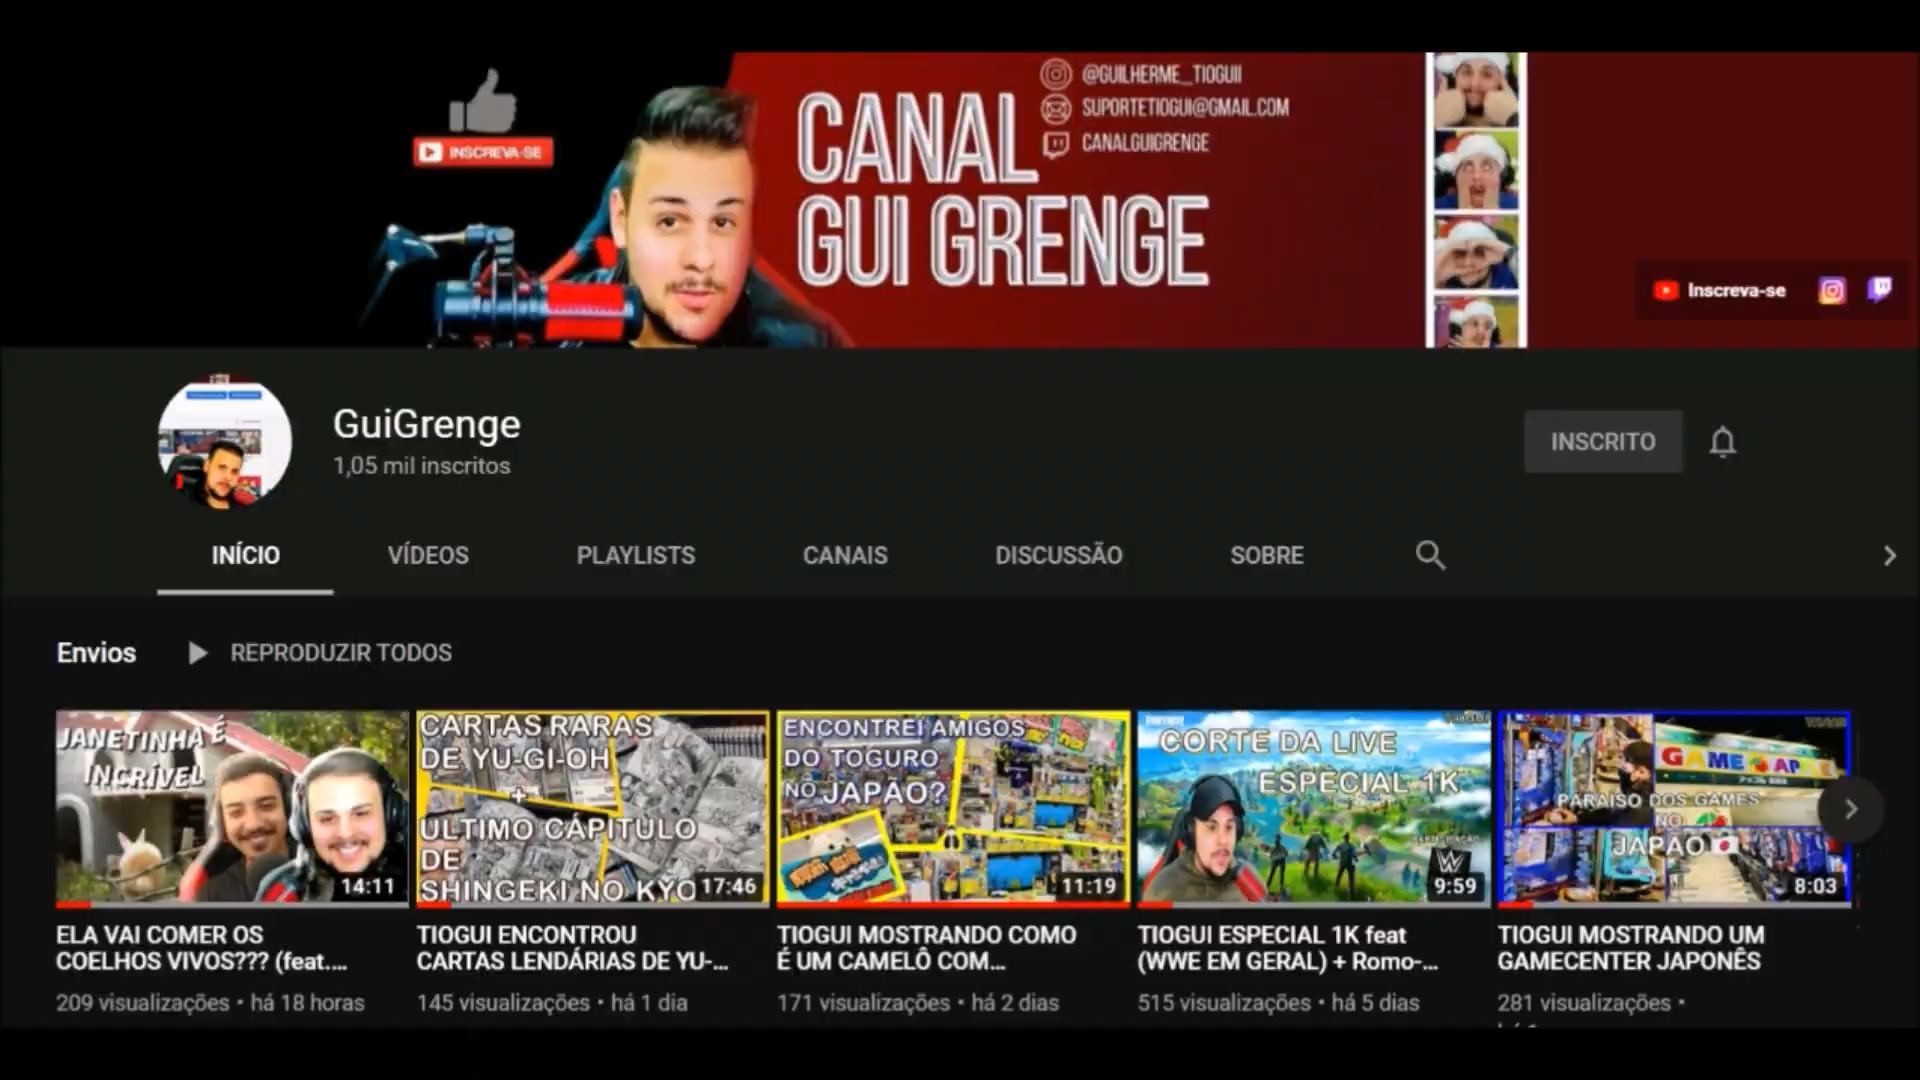 INSCREVA-SE
CANAL
GUI GRENGE
@GUILHERME_TIOGUII
SUPORTETIOGUI@GMAIL.COM
CANALGUIGRENGE
Inscreva-se
GuiGrenge
1,05 mil inscritos
INSCRITO
INÍCIO VÍDEOS PLAYLISTS CANAIS DISCUSSÃO SOBRE
Envios REPRODUZIR TODOS
JANETINHA É
INCRÍVEL
14:11
CARTAS RARAS
DE YU-GI-OH
+
ULTIMO CÁPITULO
DE
SHINGEKI NO KYO
17:46
ENCONTREI AMIGOS
DO TOGURO
NO JAPÃO?
11:19
CORTE DA LIVE
ESPECIAL 1K
9:59
GAME
PARAISO DOS GAMES
NO
JAPÃO
8:03
ELA VAI COMER OS
COELHOS VIVOS??? (feat....
209 visualizações • há 18 horas
TIOGUI ENCONTROU
CARTAS LENDÁRIAS DE YU-...
145 visualizações • há 1 dia
TIOGUI MOSTRANDO COMO
É UM CAMELÔ COM...
171 visualizações • há 2 dias
TIOGUI ESPECIAL 1K feat
(WWE EM GERAL) + Romo-...
515 visualizações • há 5 dias
TIOGUI MOSTRANDO UM
GAMECENTER JAPONÊS
281 visualizações •